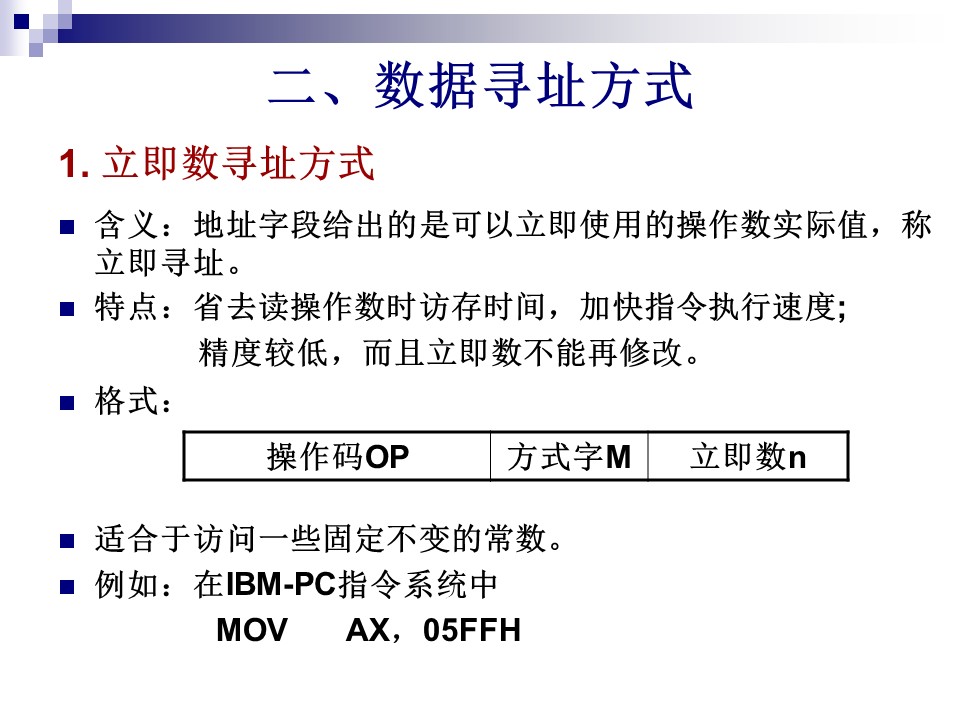 二、数据寻址方式
1. 立即数寻址方式
含义：地址字段给出的是可以立即使用的操作数实际值，称
立即寻址。
特点：省去读操作数时访存时间，加快指令执行速度;
精度较低，而且立即数不能再修改。
格式：
操作码OP 方式字M 立即数n
适合于访问一些固定不变的常数。
例如：在IBM-PC指令系统中
MOV AX，05FFH